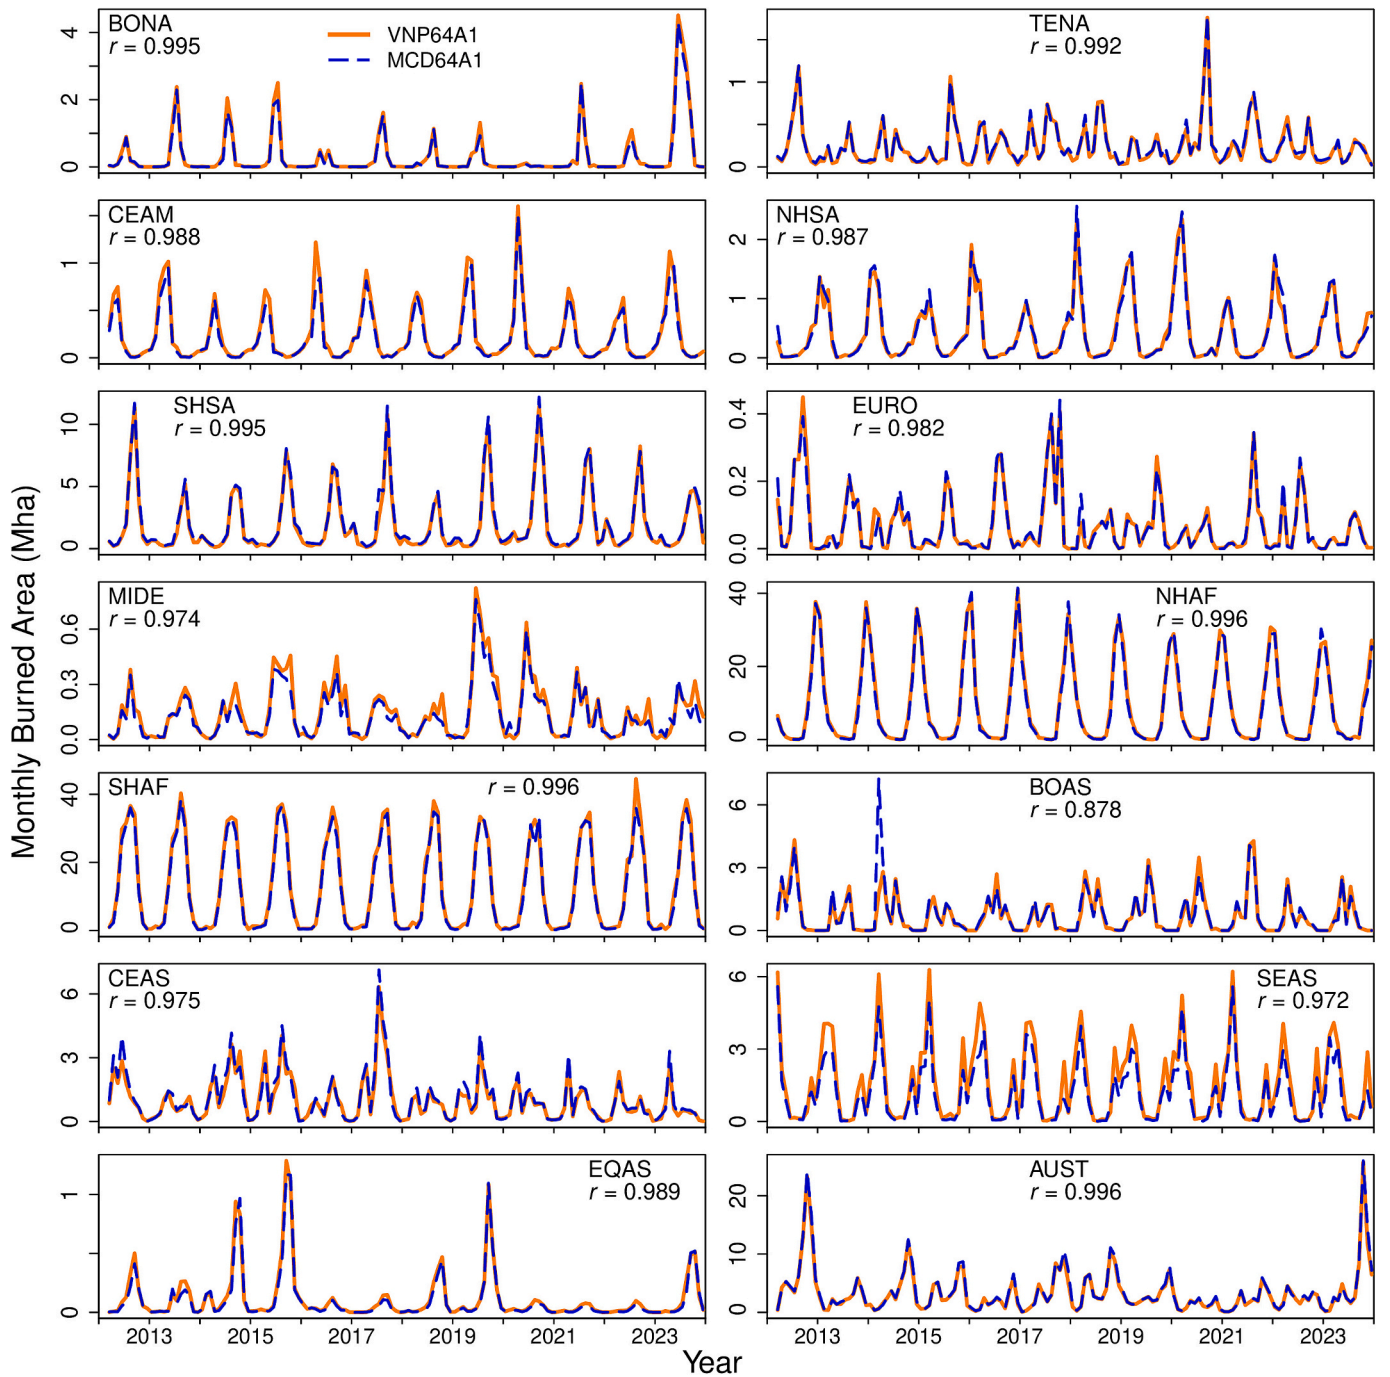 BONA
r = 0.995
VNP64A1
MCD64A1
4
2
0
TENA
r = 0.992
1
0
CEAM
r = 0.988
1
0
NHSA
r = 0.987
2
1
0
SHSA
r = 0.995
10
5
0
EURO
r = 0.982
0.4
0.2
0.0
MIDE
r = 0.974
0.6
0.3
0.0
NHAF
r = 0.996
40
20
0
SHAF
r = 0.996
40
20
0
BOAS
r = 0.878
6
3
0
CEAS
r = 0.975
6
3
0
SEAS
r = 0.972
6
3
0
EQAS
r = 0.989
1
0
AUST
r = 0.996
20
10
0
2013 2015 2017 2019 2021 2023
2013 2015 2017 2019 2021 2023
Monthly Burned Area (Mha)
Year